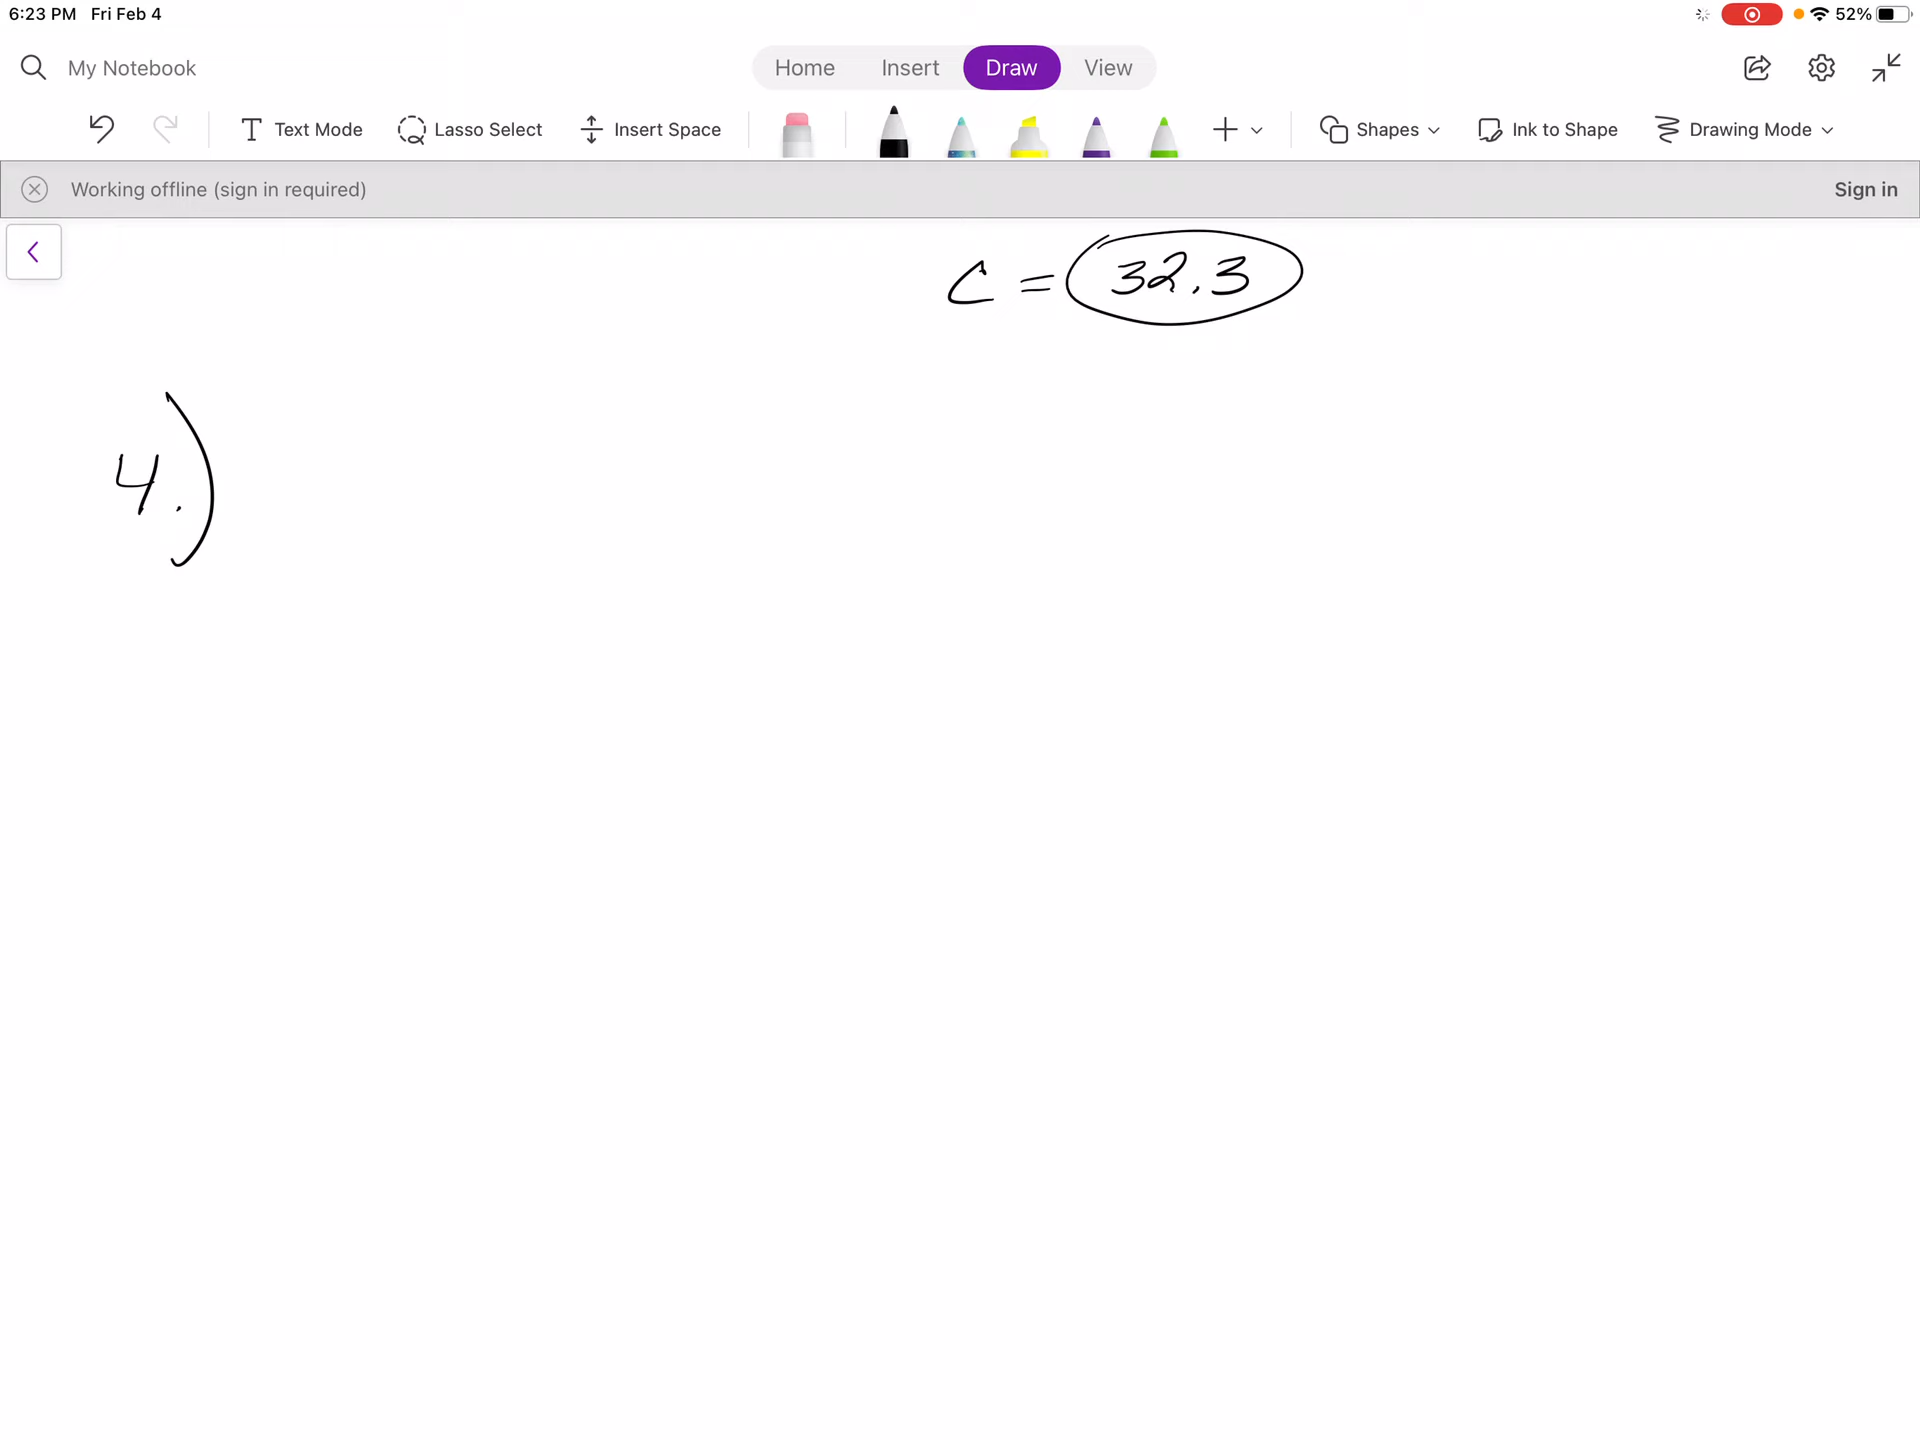 6:23 PM Fri Feb 4 52%
My Notebook Home Insert Draw View
Text Mode Lasso Select Insert Space Shapes Ink to Shape Drawing Mode
Working offline (sign in required) Sign in
C = 32.3
4.)